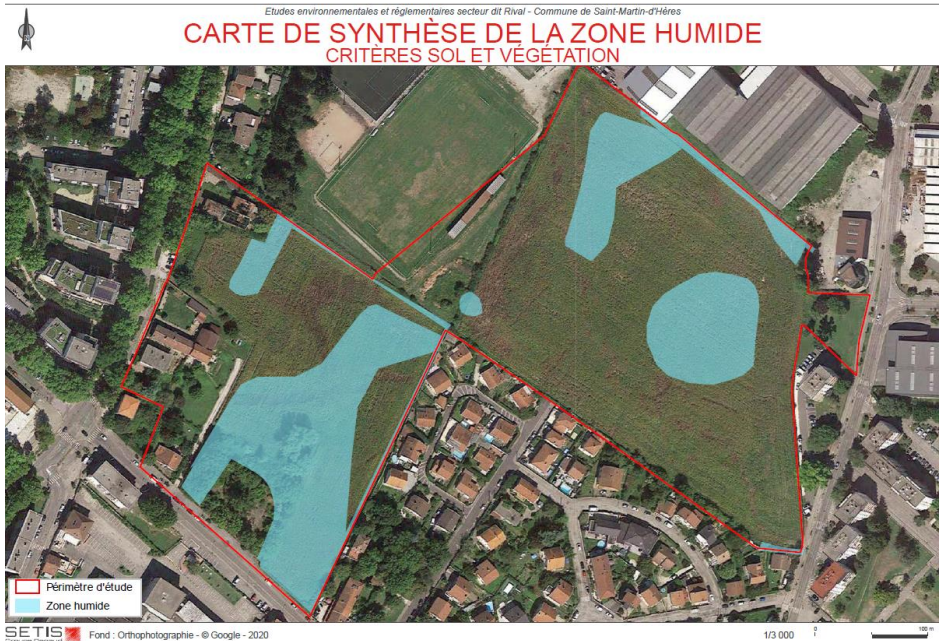 Etudes environnementales et réglementaires secteur dit Rival - Commune de Saint-Martin-d'Hères
CARTE DE SYNTHÈSE DE LA ZONE HUMIDE
CRITÈRES SOL ET VÉGÉTATION
Périmètre d'étude
Zone humide
SETIS
Fond : Orthophotographie - © Google - 2020
1/3 000
0
100 m